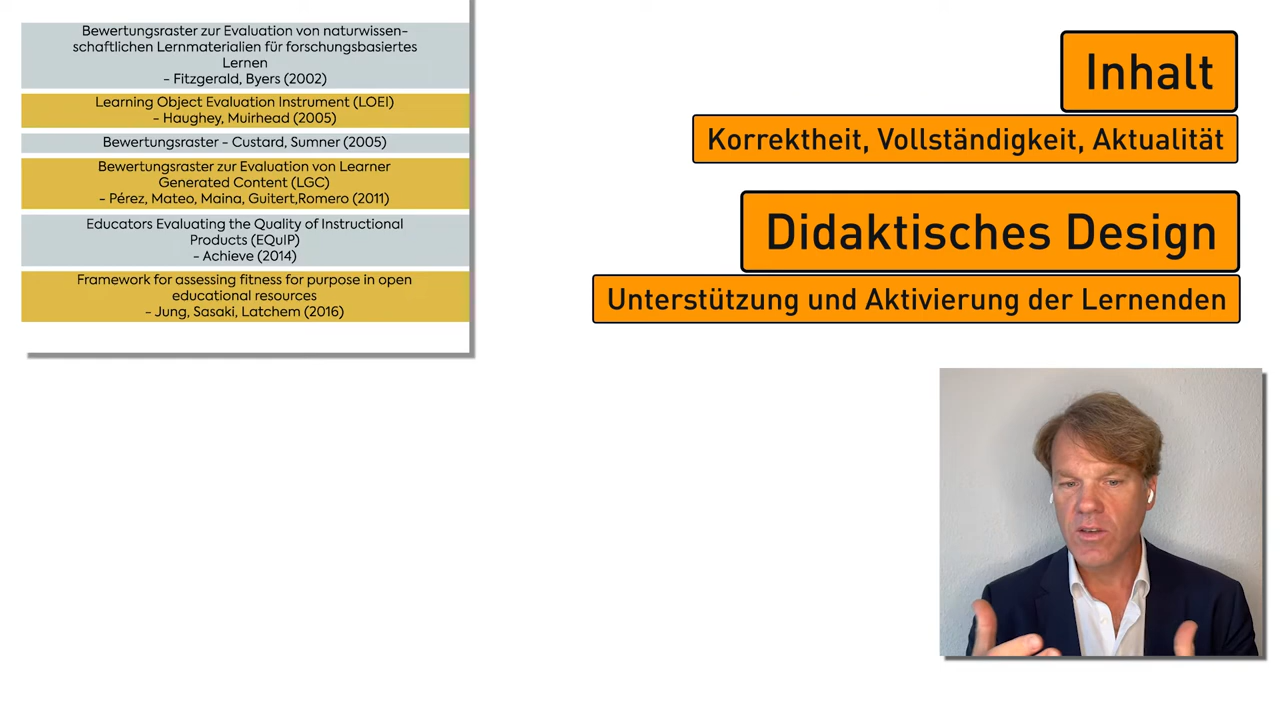 Bewertungsraster zur Evaluation von naturwissen-
schaftlichen Lernmaterialien für forschungsbasiertes
Lernen
- Fitzgerald, Byers (2002)
Learning Object Evaluation Instrument (LOEI)
- Haughey, Muirhead (2005)
Bewertungsraster - Custard, Sumner (2005)
Bewertungsraster zur Evaluation von Learner
Generated Content (LGC)
- Pérez, Mateo, Maina, Guitert,Romero (2011)
Educators Evaluating the Quality of Instructional
Products (EQuIP)
- Achieve (2014)
Framework for assessing fitness for purpose in open
educational resources
- Jung, Sasaki, Latchem (2016)
Inhalt
Korrektheit, Vollständigkeit, Aktualität
Didaktisches Design
Unterstützung und Aktivierung der Lernenden